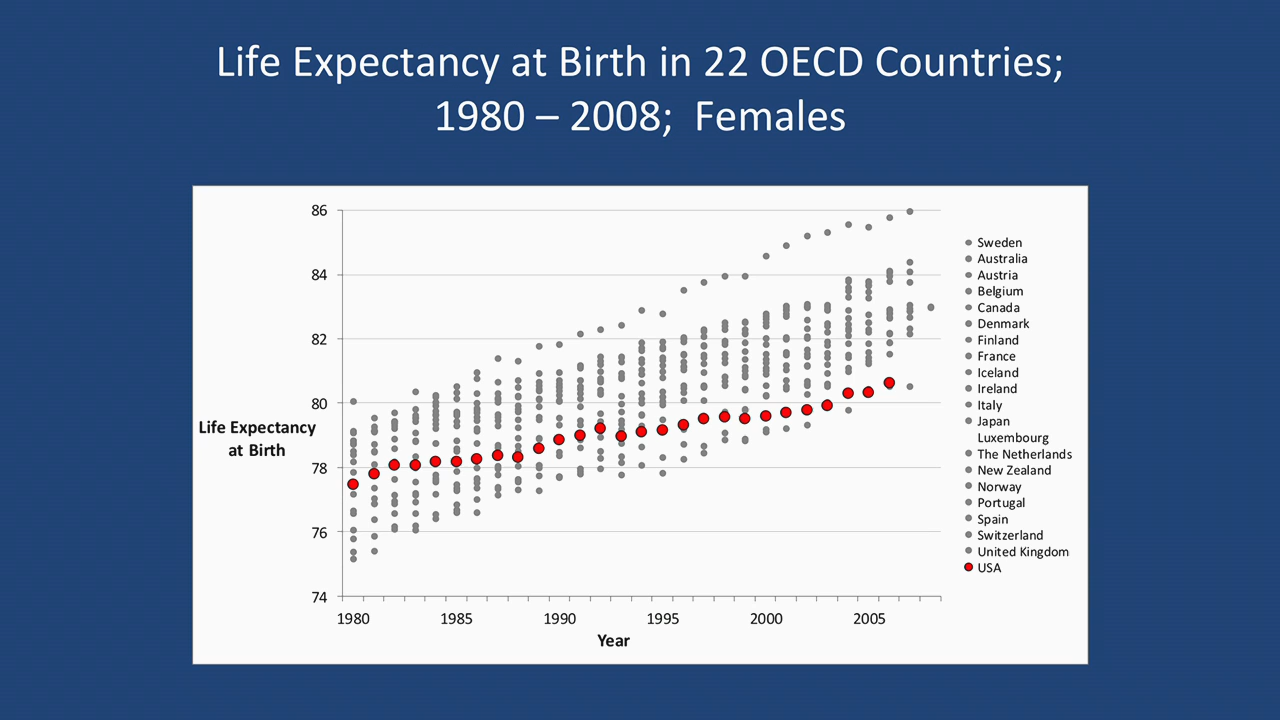 Life Expectancy at Birth in 22 OECD Countries;
1980 – 2008;  Females
86
84
82
80
78
76
74
Life Expectancy
at Birth
1980
1985
1990
1995
2000
2005
Year
Sweden
Australia
Austria
Belgium
Canada
Denmark
Finland
France
Iceland
Ireland
Italy
Japan
Luxembourg
The Netherlands
New Zealand
Norway
Portugal
Spain
Switzerland
United Kingdom
USA